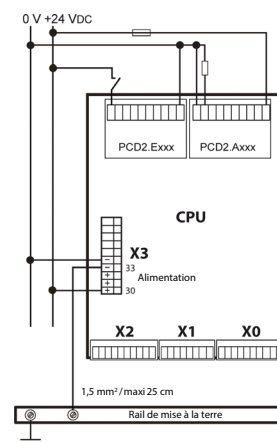 0 V +24 VDC
PCD2.Exxx PCD2.Axxx
CPU
X3
−
− 33
+ Alimentation
+
+ 30
X2 X1 X0
1,5 mm² / maxi 25 cm
Rail de mise à la terre